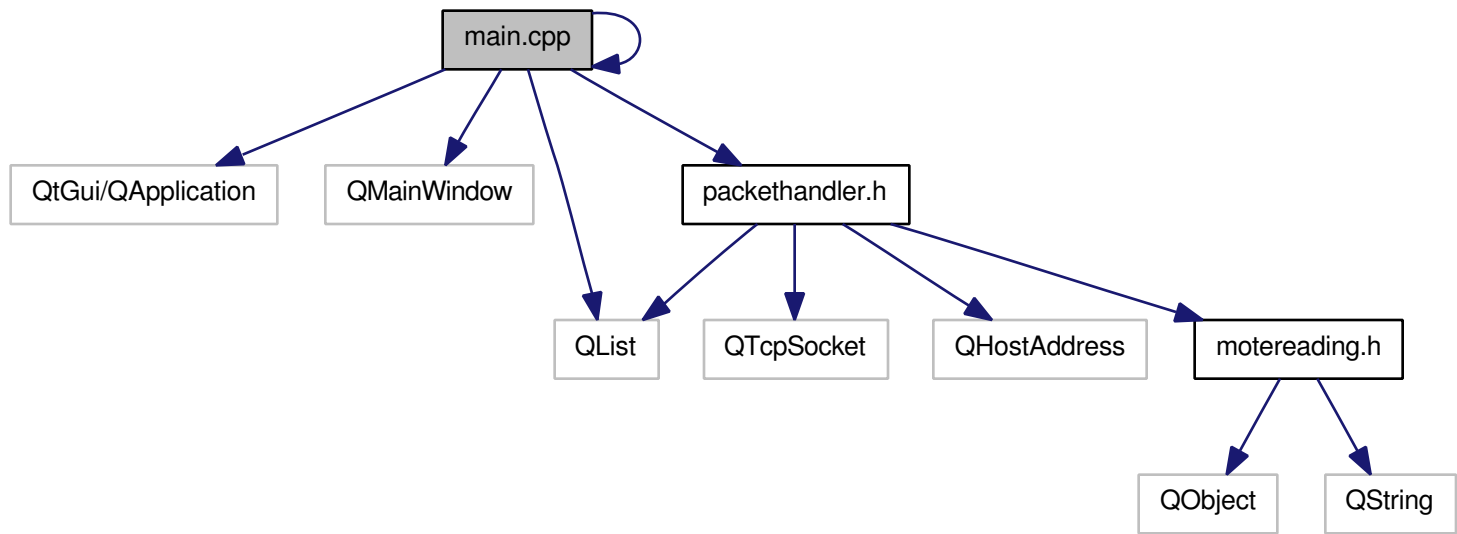 main.cpp
QtGui/QApplication
QMainWindow
packethandler.h
QList
QTcpSocket
QHostAddress
motereading.h
QObject
QString